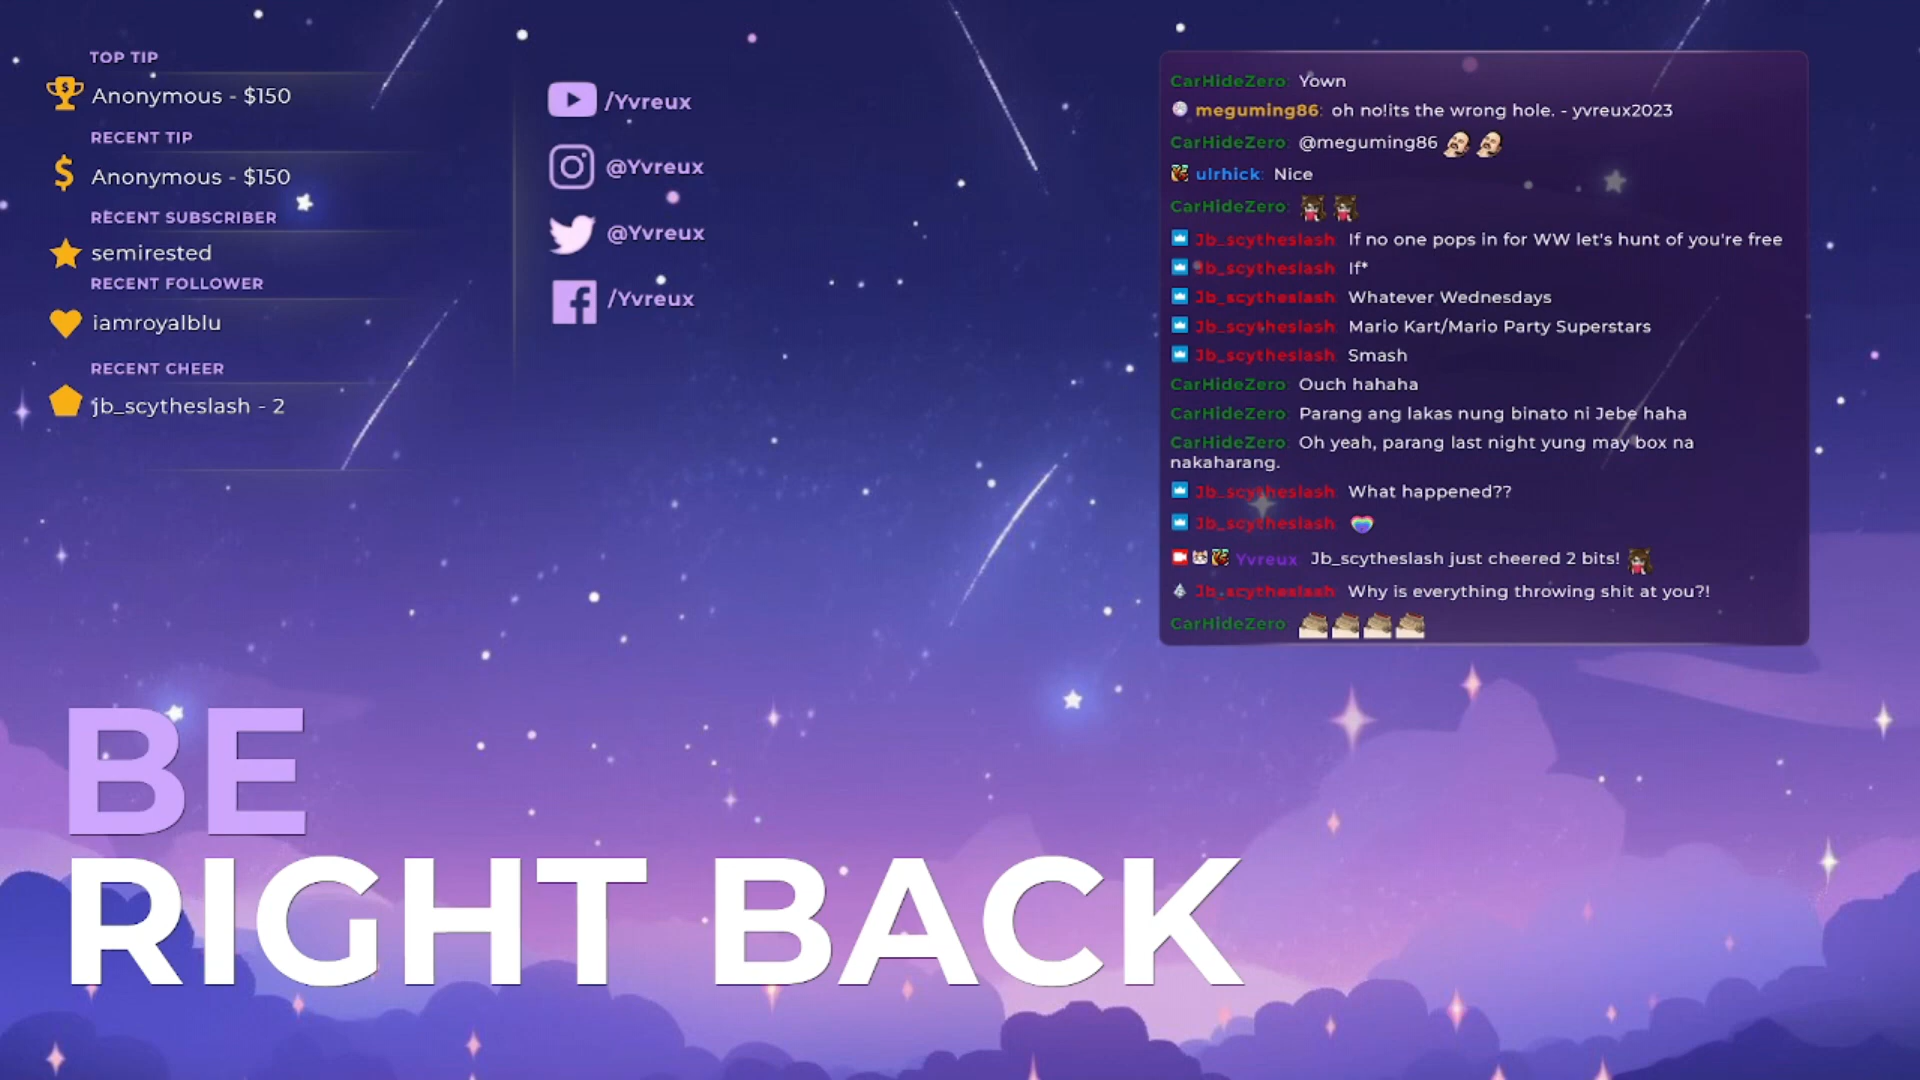 TOP TIP
Anonymous - $150
RECENT TIP
Anonymous - $150
RECENT SUBSCRIBER
semirested
RECENT FOLLOWER
iamroyalblu
RECENT CHEER
jb_scytheslash - 2
/Yvreux
@Yvreux
@Yvreux
/Yvreux
CarHideZero: Yown
meguming86: oh no!its the wrong hole. - yvreux2023
CarHideZero: @meguming86
ulrhick: Nice
CarHideZero:
Jb_scytheslash: If no one pops in for WW let's hunt of you're free
Jb_scytheslash: If*
Jb_scytheslash: Whatever Wednesdays
Jb_scytheslash: Mario Kart/Mario Party Superstars
Jb_scytheslash: Smash
CarHideZero: Ouch hahaha
CarHideZero: Parang ang lakas nung binato ni Jebe haha
CarHideZero: Oh yeah, parang last night yung may box na
nakaharang.
Jb_scytheslash: What happened??
Jb_scytheslash:
Yvreux: Jb_scytheslash just cheered 2 bits!
Jb_scytheslash: Why is everything throwing shit at you?!
CarHideZero:
BE
RIGHT BACK